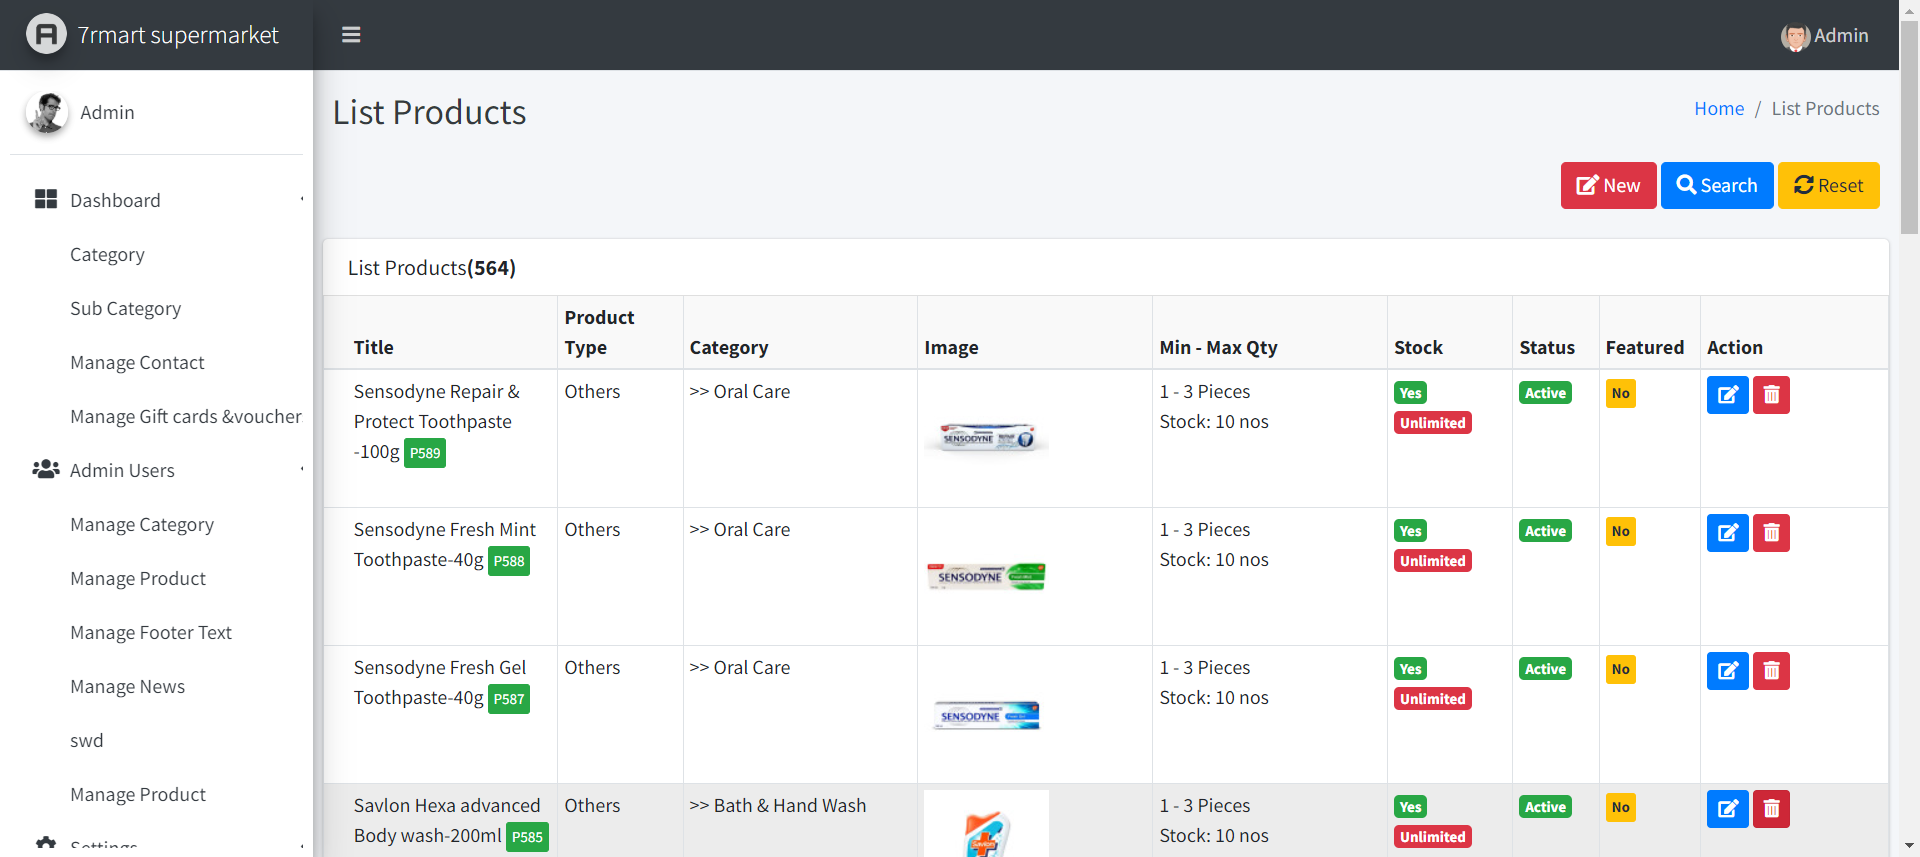 7rmart supermarket
Admin
Admin
List Products
Home / List Products
New
Search
Reset
Dashboard
Category
Sub Category
Manage Contact
Manage Gift cards &voucher
Admin Users
Manage Category
Manage Product
Manage Footer Text
Manage News
swd
Manage Product
Settings
List Products(564)
Title
Product
Type
Category
Image
Min - Max Qty
Stock
Status
Featured
Action
Sensodyne Repair &
Protect Toothpaste
-100g P589
Others
>> Oral Care
SENSODYNE
1 - 3 Pieces
Stock: 10 nos
Yes
Unlimited
Active
No
Sensodyne Fresh Mint
Toothpaste-40g P588
Others
>> Oral Care
SENSODYNE
1 - 3 Pieces
Stock: 10 nos
Yes
Unlimited
Active
No
Sensodyne Fresh Gel
Toothpaste-40g P587
Others
>> Oral Care
SENSODYNE
1 - 3 Pieces
Stock: 10 nos
Yes
Unlimited
Active
No
Savlon Hexa advanced
Body wash-200ml P585
Others
>> Bath & Hand Wash
Savlon
1 - 3 Pieces
Stock: 10 nos
Yes
Unlimited
Active
No